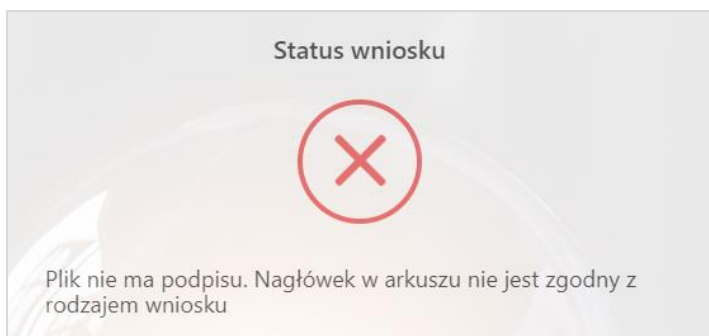 Status wniosku
Plik nie ma podpisu. Nagłówek w arkuszu nie jest zgodny z
rodzajem wniosku